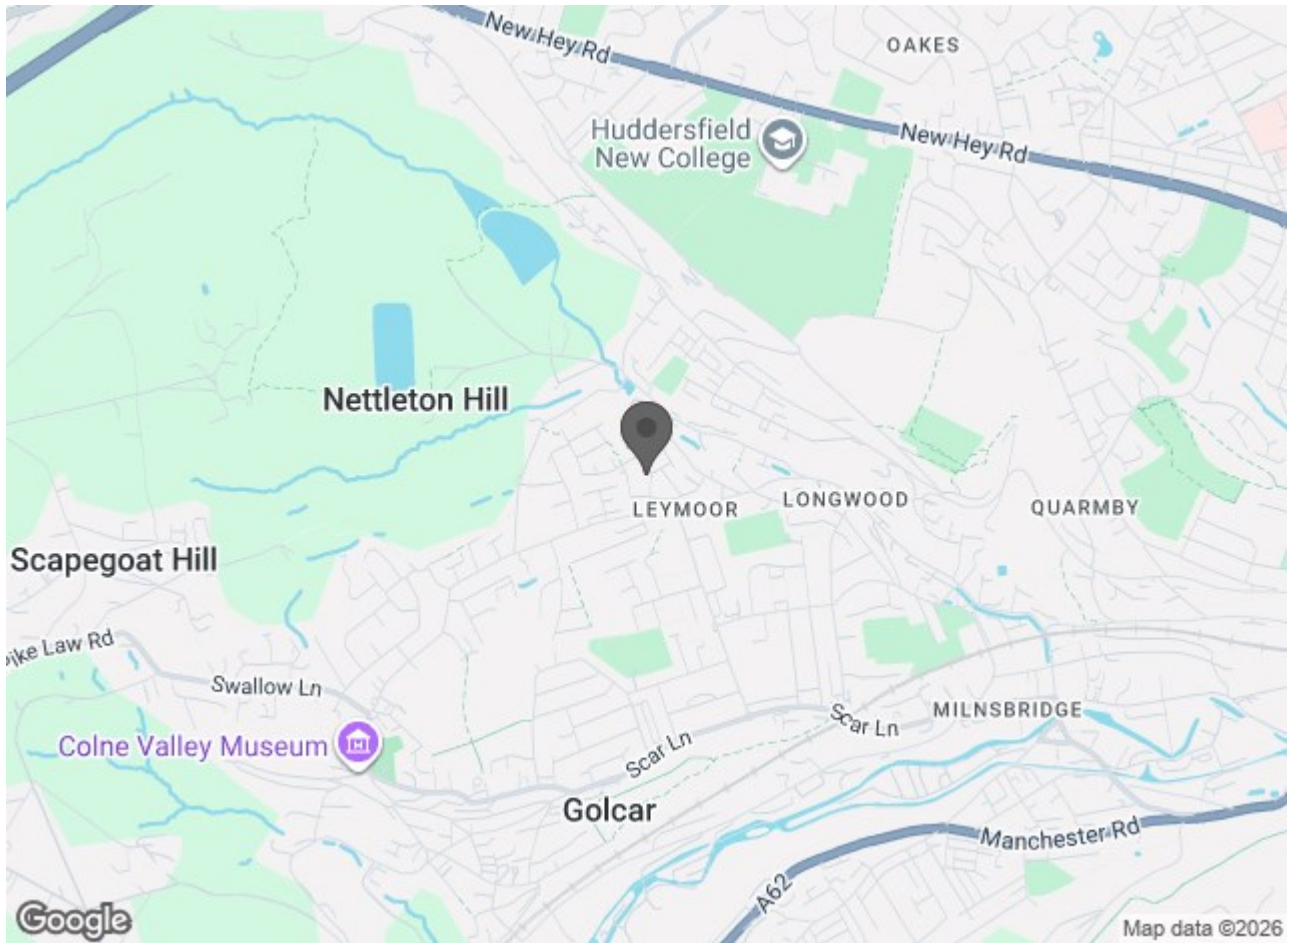 New Hey Rd
OAKES
Huddersfield
New College
New Hey Rd
Nettleton Hill
LEYMOOR
LONGWOOD
QUARMBY
Scapegoat Hill
Pike Law Rd
Swallow Ln
Colne Valley Museum
Scar Ln
Scar Ln
MILNSBRIDGE
Golcar
Manchester Rd
A62
Google
Map data ©2026